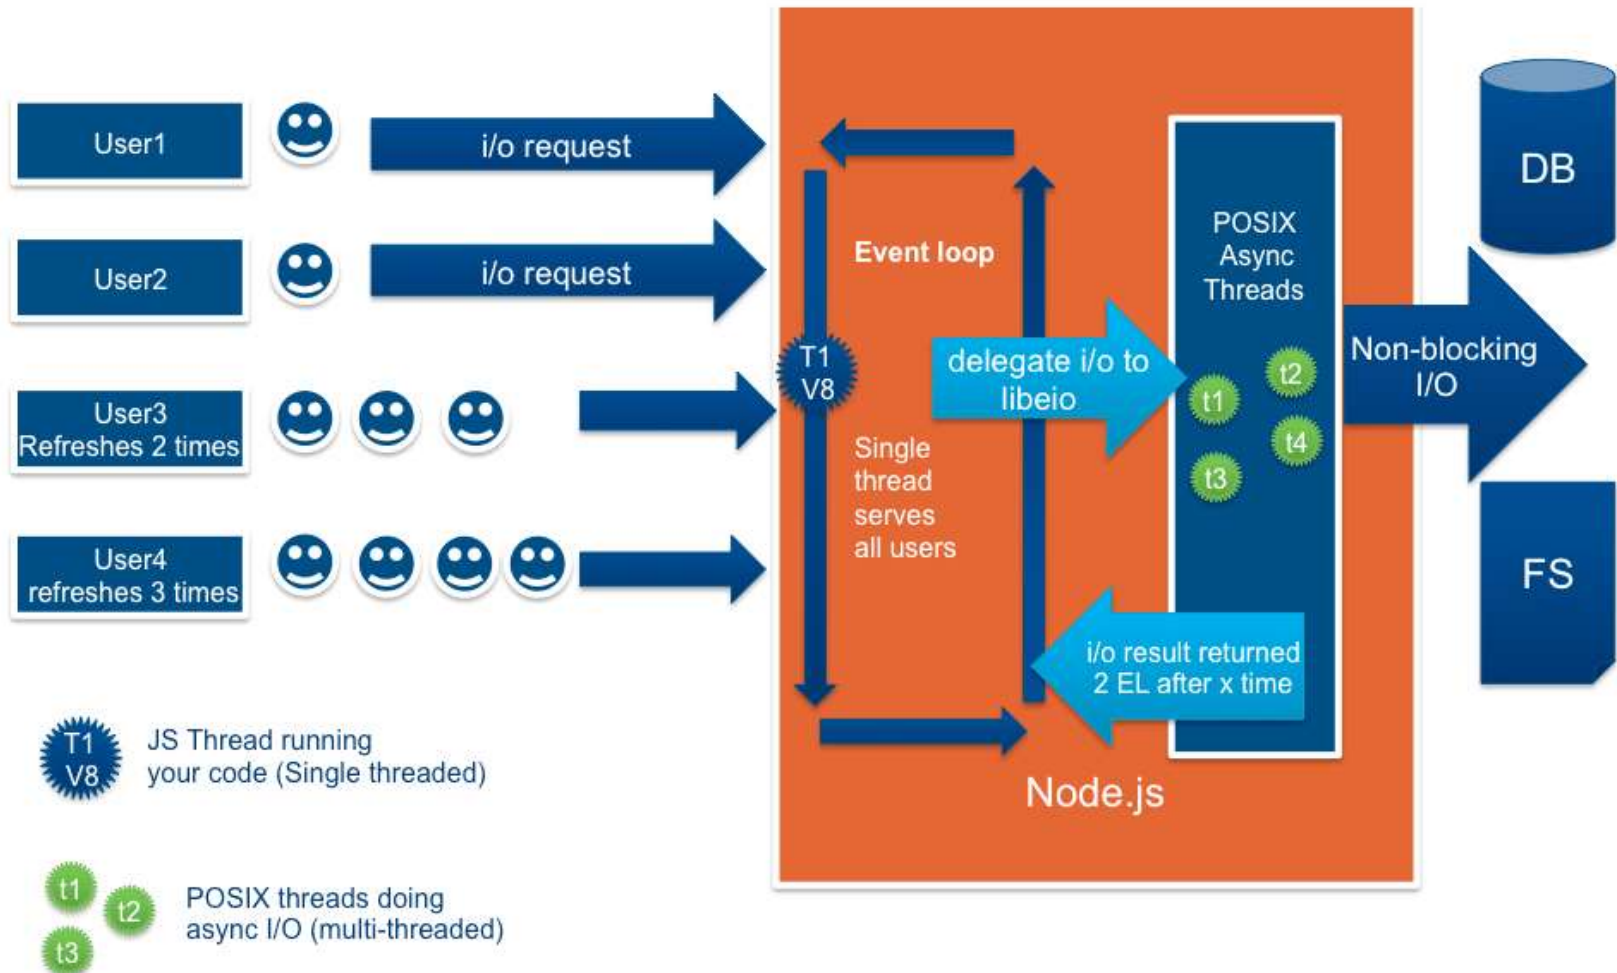 User1
i/o request
User2
i/o request
User3
Refreshes 2 times
User4
refreshes 3 times
T1
V8
JS Thread running
your code (Single threaded)
t1
t2
t3
POSIX threads doing
async I/O (multi-threaded)
Event loop
T1
V8
Single
thread
serves
all users
delegate i/o to
libeio
POSIX
Async
Threads
t1
t2
t4
t3
i/o result returned
2 EL after x time
Node.js
Non-blocking
I/O
DB
FS